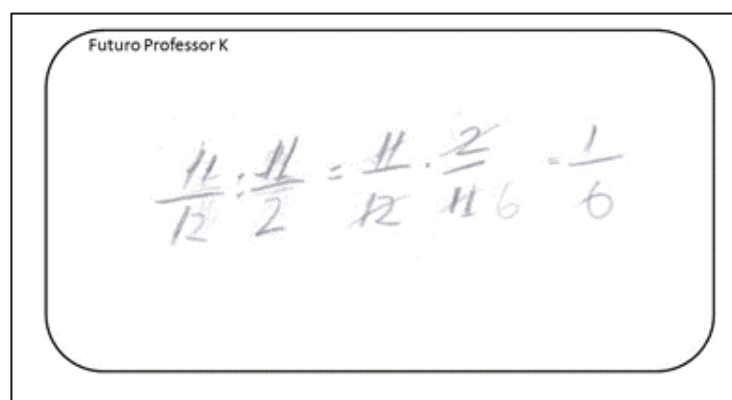 Futuro Professor K
11/12 : 11/2 = 11/12 · 2/11 6 = 1/6